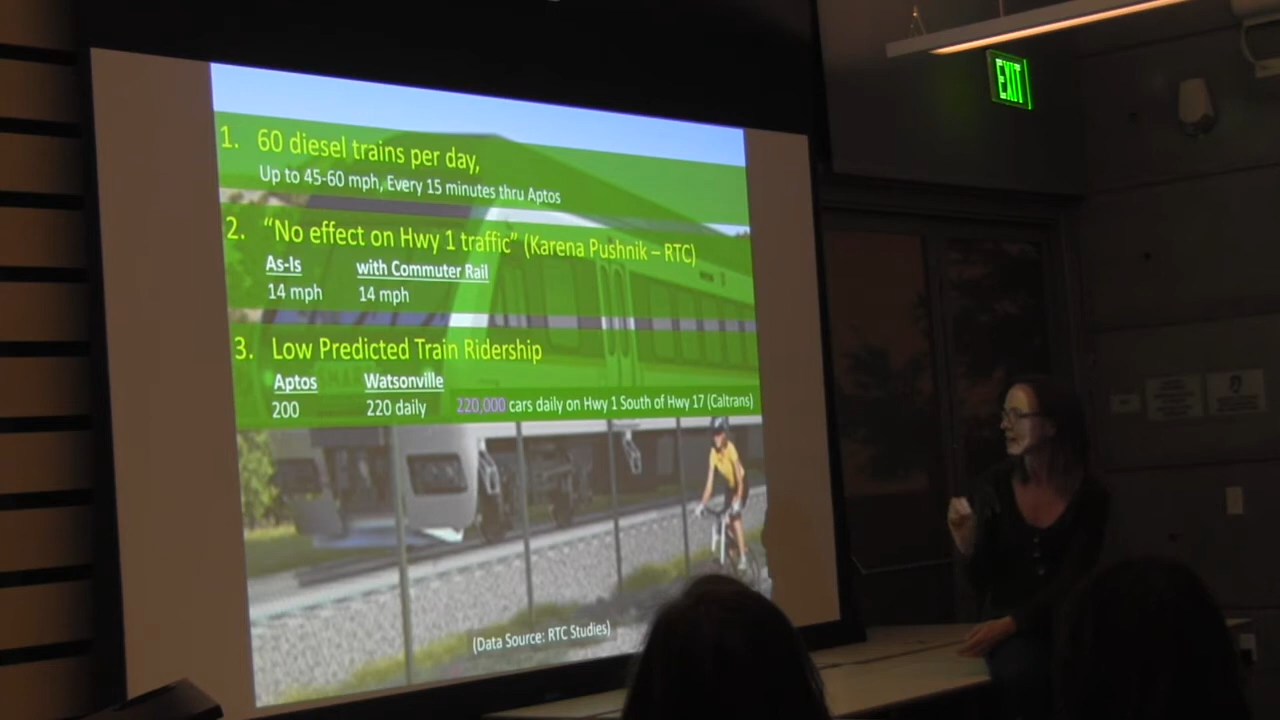 EXIT
1. 60 diesel trains per day,
Up to 45-60 mph, Every 15 minutes thru Aptos
2. “No effect on Hwy 1 traffic” (Karena Pushnik – RTC)
As-Is with Commuter Rail
14 mph 14 mph
3. Low Predicted Train Ridership
Aptos Watsonville
200 220 daily 220,000 cars daily on Hwy 1 South of Hwy 17 (Caltrans)
(Data Source: RTC Studies)